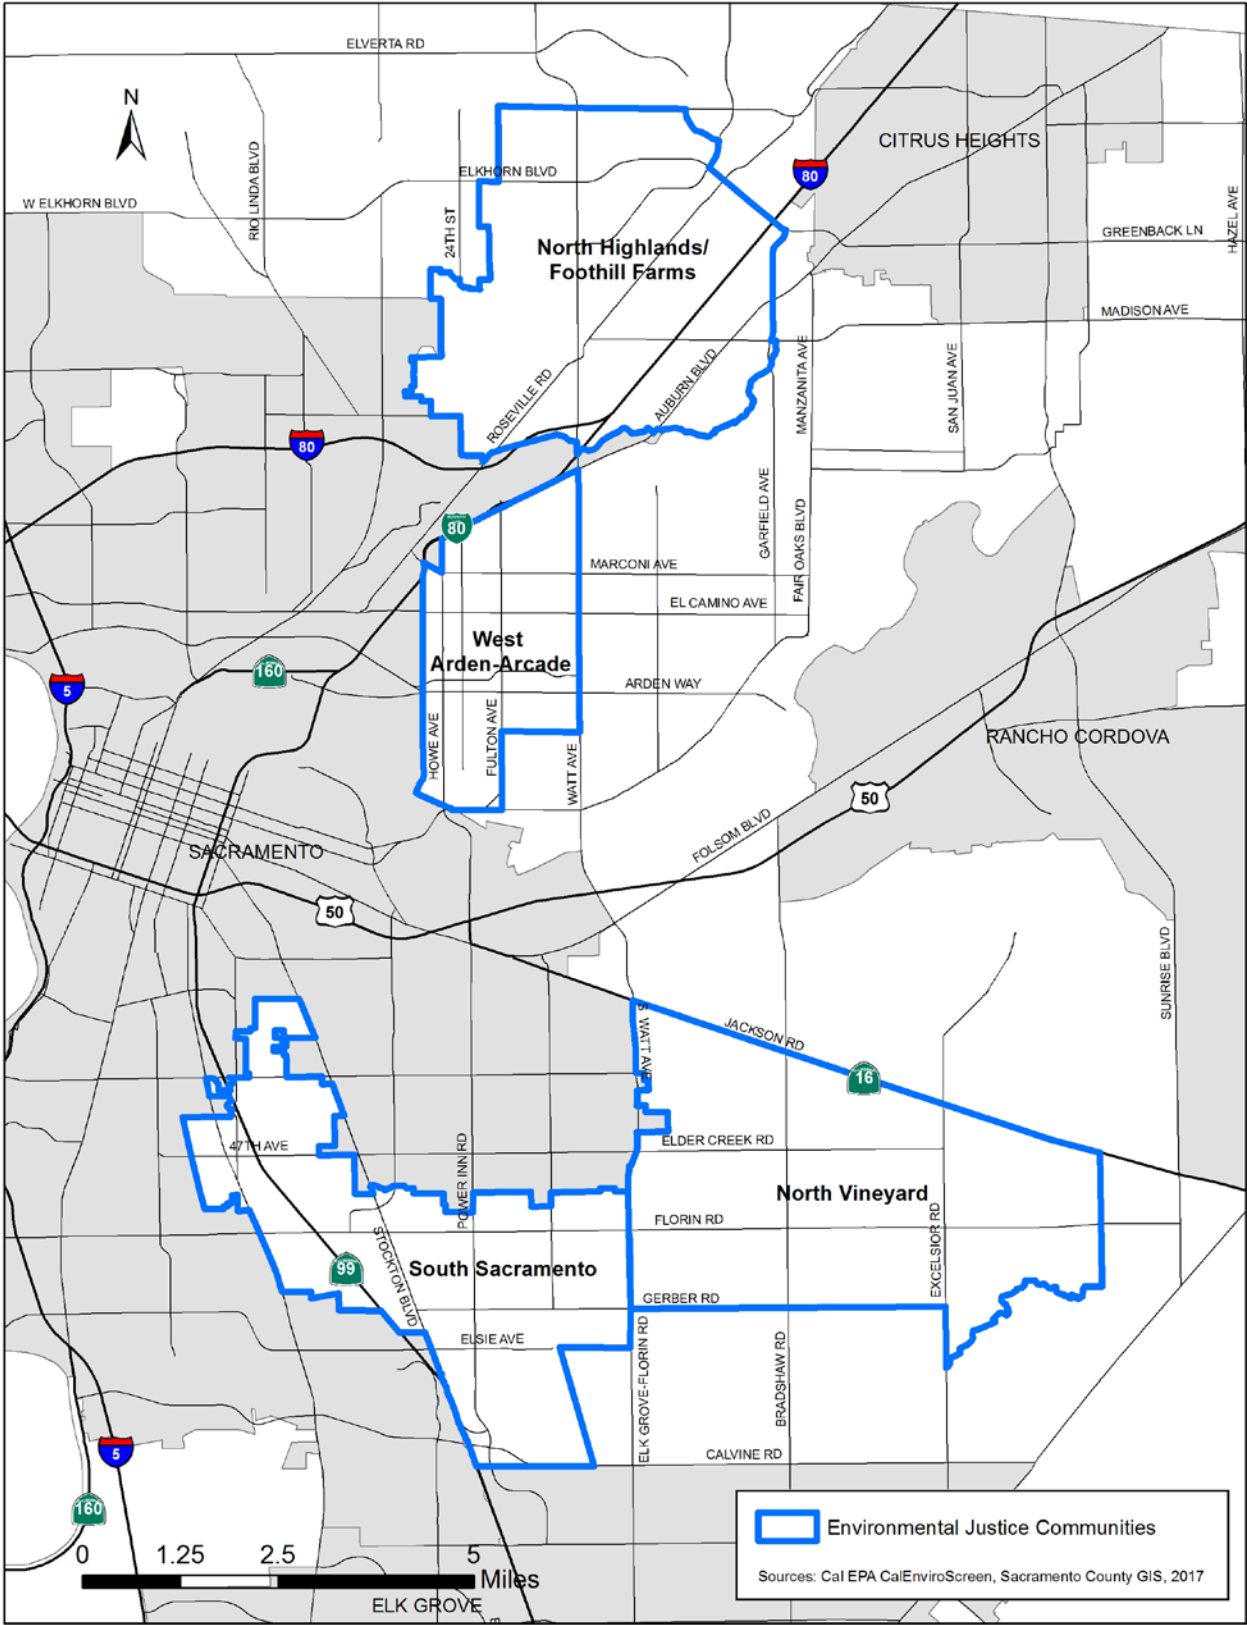 ELVERTA RD
N
CITRUS HEIGHTS
80
RIO LINDA BLVD
ELKHORN BLVD
W ELKHORN BLVD
24TH ST
HAZEL AVE
GREENBACK LN
North Highlands/
Foothill Farms
MADISON AVE
MANZANITA AVE
SAN JUAN AVE
AUBURN BLVD
ROSEVILLE RD
80
80
GARFIELD AVE
FAIR OAKS BLVD
MARCONI AVE
EL CAMINO AVE
West
Arden-Arcade
160
5
ARDEN WAY
HOWE AVE
FULTON AVE
WATT AVE
RANCHO CORDOVA
50
FOLSOM BLVD
SACRAMENTO
50
SUNRISE BLVD
S WATT AVE
JACKSON RD
16
47TH AVE
POWER INN RD
ELDER CREEK RD
North Vineyard
FLORIN RD
EXCELSIOR RD
STOCKTON BLVD
99
South Sacramento
GERBER RD
ELSIE AVE
ELK GROVE-FLORIN RD
BRADSHAW RD
CALVINE RD
5
160
0 1.25 2.5 5
Miles
ELK GROVE
Environmental Justice Communities
Sources: Cal EPA CalEnviroScreen, Sacramento County GIS, 2017